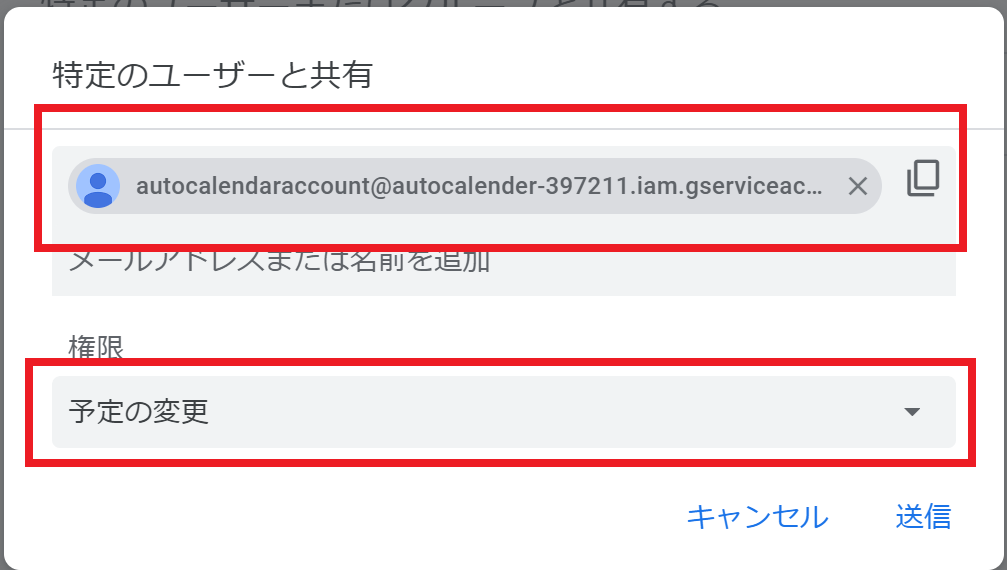 特定のユーザーと共有
autocalendaraccount@autocalender-397211.iam.gserviceac...
メールアドレスまたは名前を追加
権限
予定の変更
キャンセル 送信